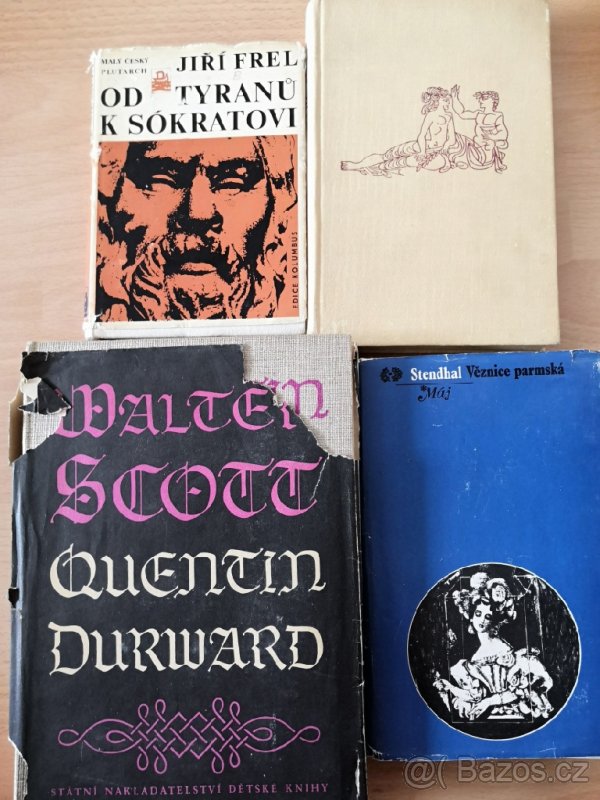 MALÝ ČESKÝ
PLUTARCH
JIŘÍ FREL
OD TYRANŮ
K SÓKRATOVI
EDICE KOLUMBUS
WALTER
SCOTT
QUENTIN
DURWARD
STÁTNÍ NAKLADATELSTVÍ DĚTSKÉ KNIHY
Stendhal Věznice parmská
Máj
@ Bazoš.cz